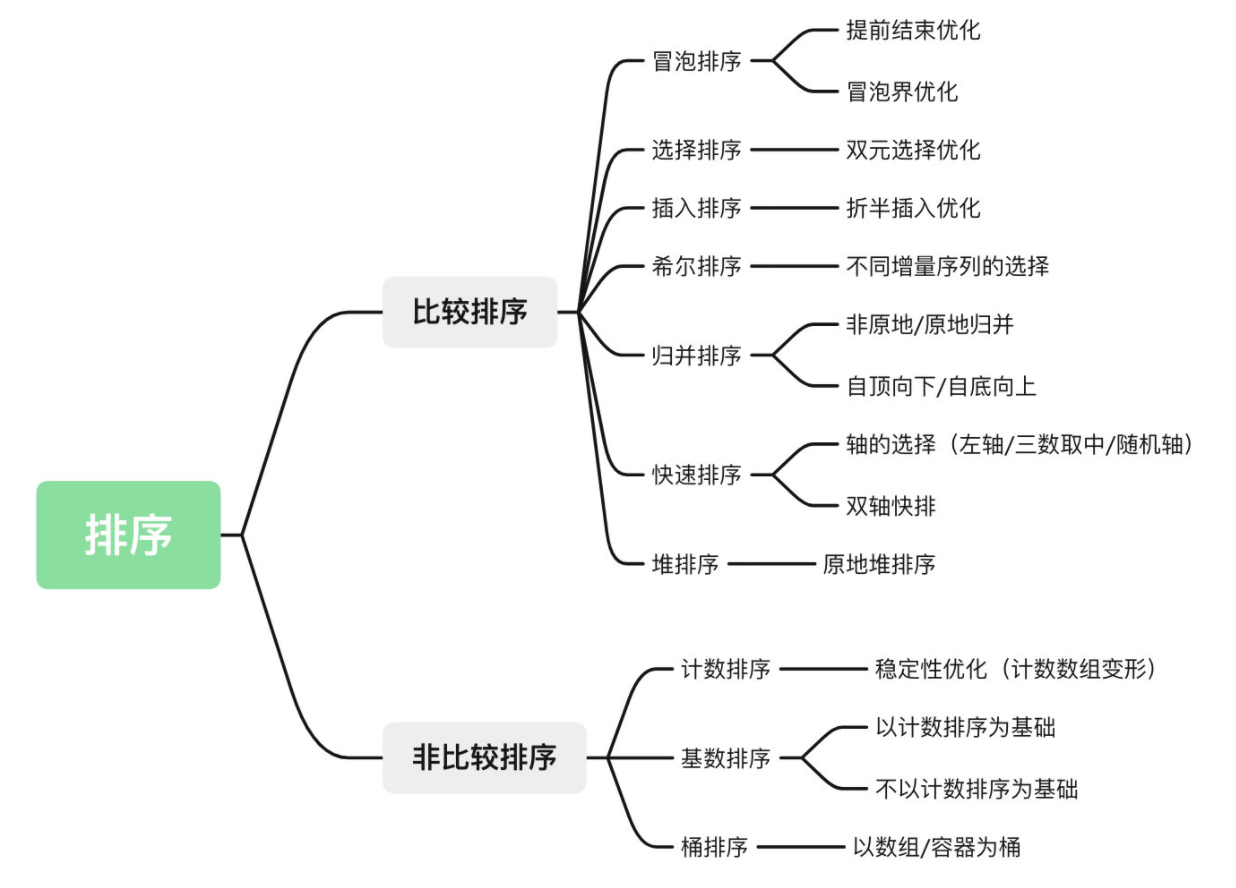 排序
比较排序
冒泡排序
提前结束优化
冒泡界优化
选择排序
双元选择优化
插入排序
折半插入优化
希尔排序
不同增量序列的选择
归并排序
非原地/原地归并
自顶向下/自底向上
快速排序
轴的选择（左轴/三数取中/随机轴）
双轴快排
堆排序
原地堆排序
非比较排序
计数排序
稳定性优化（计数数组变形）
基数排序
以计数排序为基础
不以计数排序为基础
桶排序
以数组/容器为桶